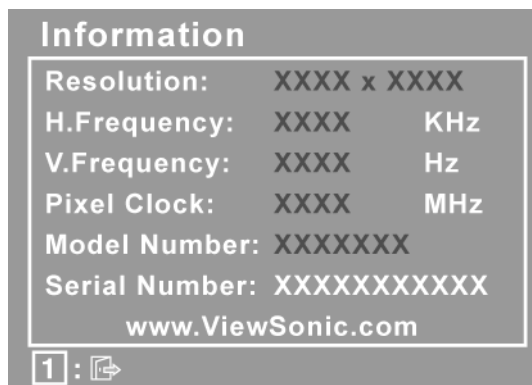 Information
Resolution: XXXX x XXXX
H.Frequency: XXXX KHz
V.Frequency: XXXX Hz
Pixel Clock: XXXX MHz
Model Number: XXXXXXX
Serial Number: XXXXXXXXXXX
www.ViewSonic.com
1 :